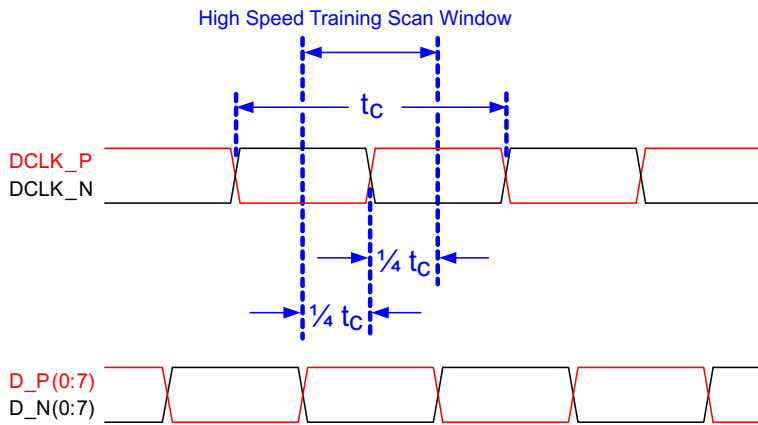 High Speed Training Scan Window
tC
DCLK_P
DCLK_N
¼ tC
¼ tC
D_P(0:7)
D_N(0:7)